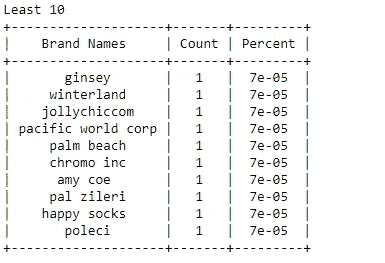 Least 10
+-------------------+-------+---------+
|    Brand Names    | Count | Percent |
+-------------------+-------+---------+
|       ginsey       |   1   |  7e-05  |
|     winterland     |   1   |  7e-05  |
|    jollychiccom    |   1   |  7e-05  |
| pacific world corp |   1   |  7e-05  |
|     palm beach     |   1   |  7e-05  |
|     chromo inc     |   1   |  7e-05  |
|      amy coe       |   1   |  7e-05  |
|     pal zileri     |   1   |  7e-05  |
|    happy socks     |   1   |  7e-05  |
|       poleci       |   1   |  7e-05  |
+-------------------+-------+---------+